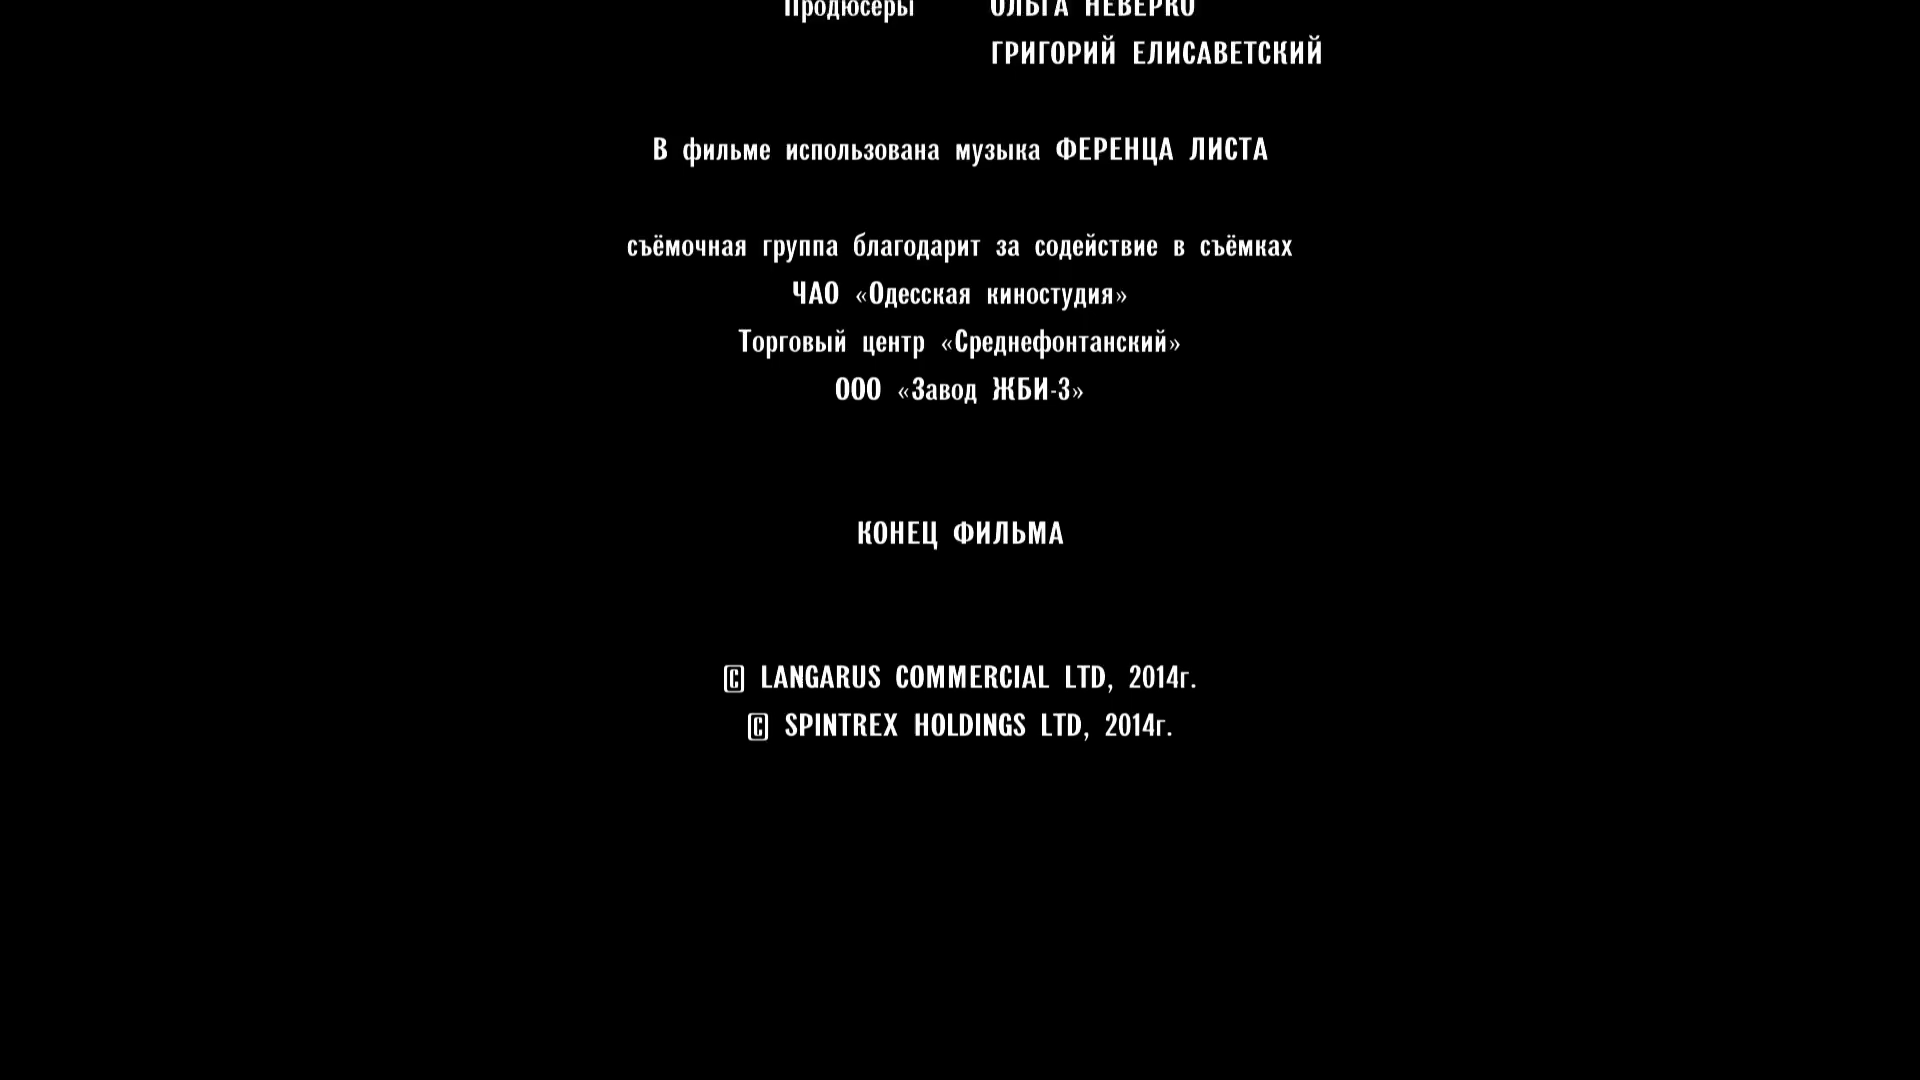 Продюсеры ОЛЬГА НЕВЕРКО
ГРИГОРИЙ ЕЛИСАВЕТСКИЙ
В фильме использована музыка ФЕРЕНЦА ЛИСТА
съёмочная группа благодарит за содействие в съёмках
ЧАО «Одесская киностудия»
Торговый центр «Среднефонтанский»
ООО «Завод ЖБИ-3»
КОНЕЦ ФИЛЬМА
© LANGARUS COMMERCIAL LTD, 2014г.
© SPINTREX HOLDINGS LTD, 2014г.